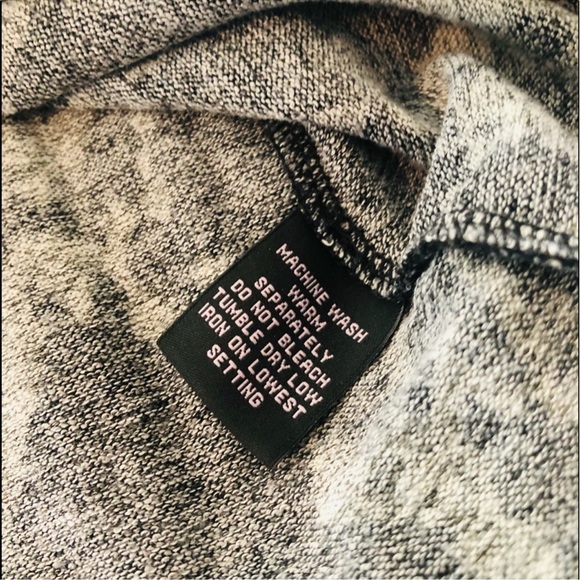 MACHINE WASH
WARM
SEPARATELY
DO NOT BLEACH
TUMBLE DRY LOW
IRON ON LOWEST
SETTING